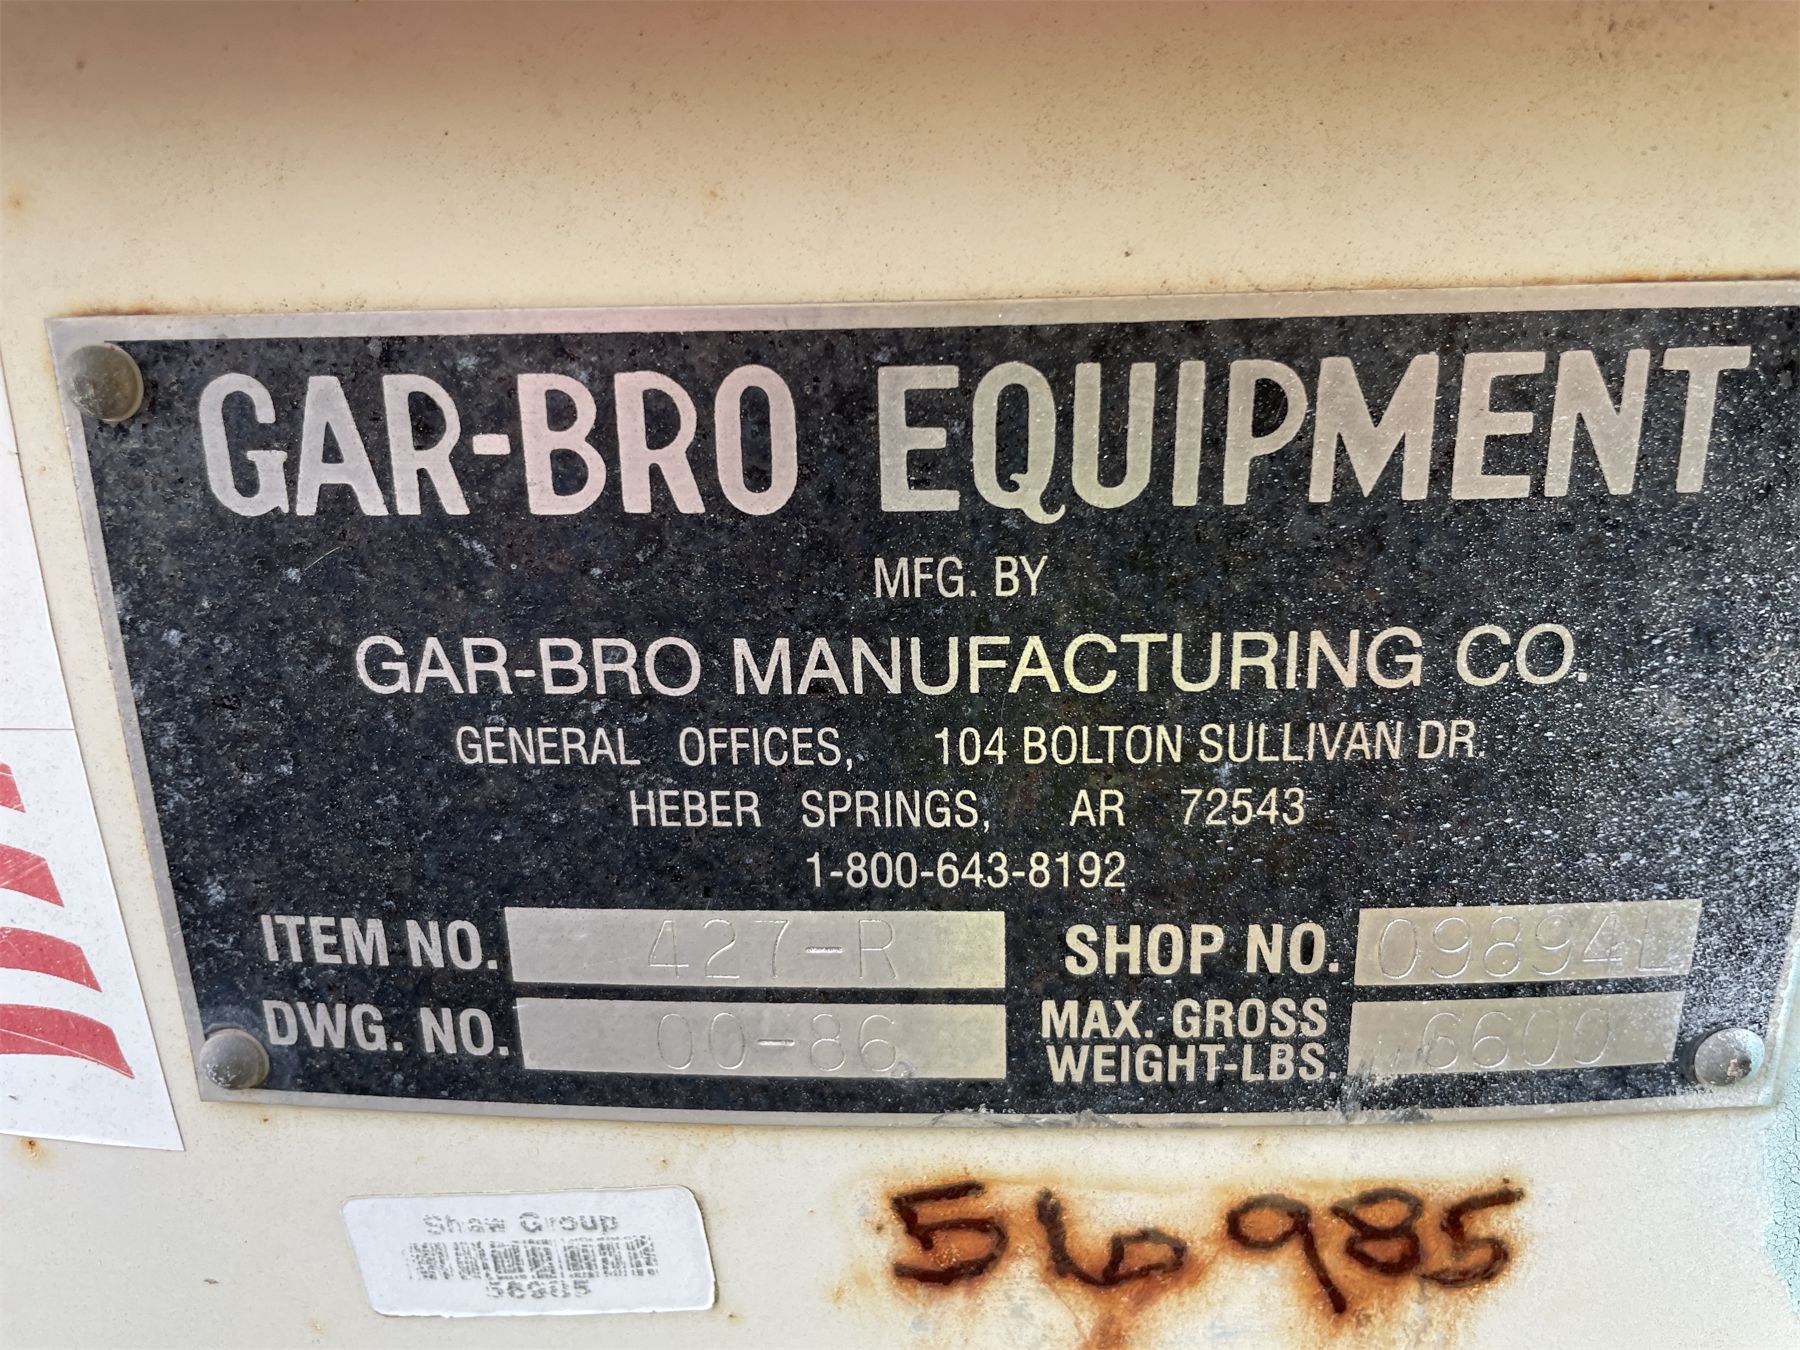 GAR-BRO EQUIPMENT
MFG. BY
GAR-BRO MANUFACTURING CO.
GENERAL OFFICES, 104 BOLTON SULLIVAN DR.
HEBER SPRINGS, AR 72543
1-800-643-8192
ITEM NO. 427-R SHOP NO. 09894L
DWG. NO. 00-86 MAX. GROSS WEIGHT-LBS. 6600
Shaw Group
56985